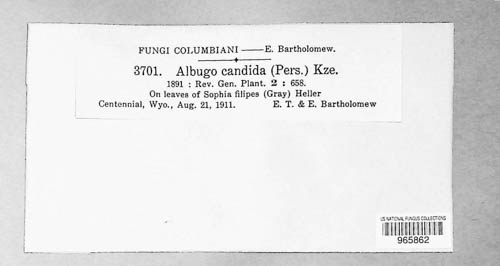 FUNGI COLUMBIANI — E. Bartholomew.
3701. Albugo candida (Pers.) Kze.
1891 : Rev. Gen. Plant. 2 : 658.
On leaves of Sophia filipes (Gray) Heller
Centennial, Wyo., Aug. 21, 1911. E. T. & E. Bartholomew
US NATIONAL FUNGUS COLLECTIONS
965862